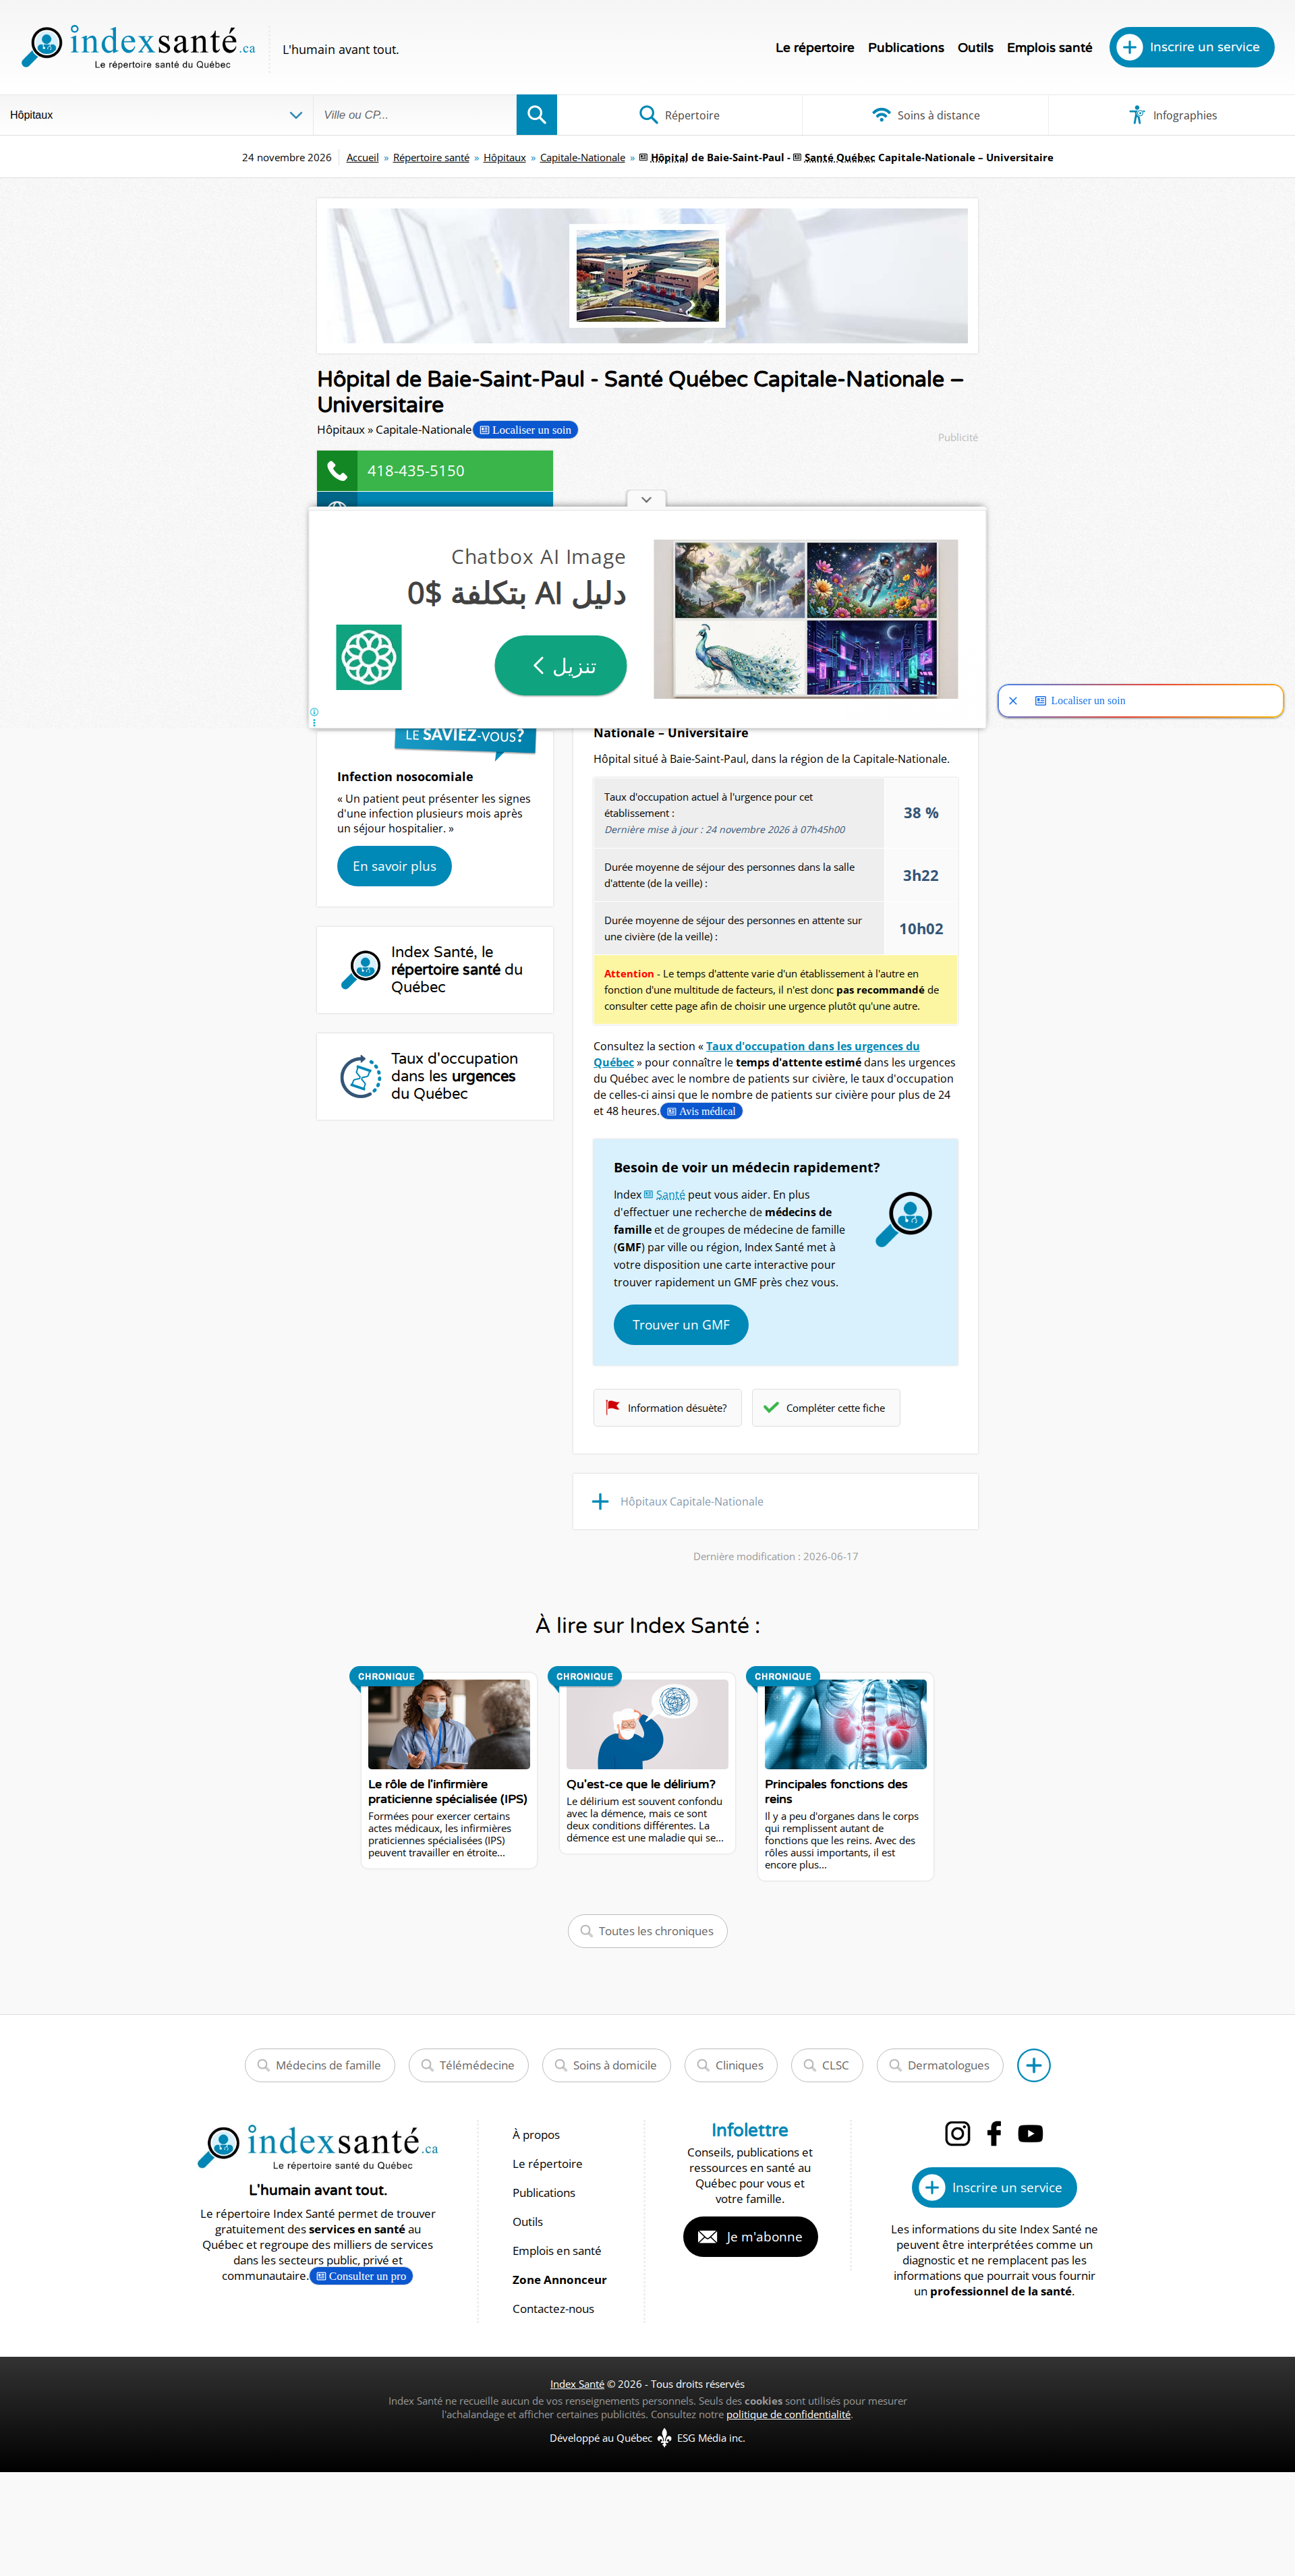 indexsanté.ca
Le répertoire santé du Québec
L'humain avant tout.
Le répertoire
Publications
Outils
Emplois santé
Inscrire un service
Hôpitaux
Ville ou CP...
Répertoire
Soins à distance
Infographies
24 novembre 2026
Accueil » Répertoire santé » Hôpitaux » Capitale-Nationale » Hôpital de Baie-Saint-Paul - Santé Québec Capitale-Nationale – Universitaire
Hôpital de Baie-Saint-Paul - Santé Québec Capitale-Nationale –
Universitaire
Hôpitaux » Capitale-Nationale Localiser un soin
Publicité
418-435-5150
Chatbox AI Image
دليل AI بتكلفة $0
تنزيل
Localiser un soin
LE SAVIEZ-VOUS?
Infection nosocomiale
« Un patient peut présenter les signes
d'une infection plusieurs mois après
un séjour hospitalier. »
En savoir plus
Index Santé, le
répertoire santé du
Québec
Taux d'occupation
dans les urgences
du Québec
Nationale – Universitaire
Hôpital situé à Baie-Saint-Paul, dans la région de la Capitale-Nationale.
Taux d'occupation actuel à l'urgence pour cet
établissement :
Dernière mise à jour : 24 novembre 2026 à 07h45h00
38 %
Durée moyenne de séjour des personnes dans la salle
d'attente (de la veille) :
3h22
Durée moyenne de séjour des personnes en attente sur
une civière (de la veille) :
10h02
Attention - Le temps d'attente varie d'un établissement à l'autre en
fonction d'une multitude de facteurs, il n'est donc pas recommandé de
consulter cette page afin de choisir une urgence plutôt qu'une autre.
Consultez la section « Taux d'occupation dans les urgences du
Québec » pour connaître le temps d'attente estimé dans les urgences
du Québec avec le nombre de patients sur civière, le taux d'occupation
de celles-ci ainsi que le nombre de patients sur civière pour plus de 24
et 48 heures. Avis médical
Besoin de voir un médecin rapidement?
Index Santé peut vous aider. En plus
d'effectuer une recherche de médecins de
famille et de groupes de médecine de famille
(GMF) par ville ou région, Index Santé met à
votre disposition une carte interactive pour
trouver rapidement un GMF près chez vous.
Trouver un GMF
Information désuète?
Compléter cette fiche
Hôpitaux Capitale-Nationale
Dernière modification : 2026-06-17
À lire sur Index Santé :
CHRONIQUE
Le rôle de l'infirmière
praticienne spécialisée (IPS)
Formées pour exercer certains
actes médicaux, les infirmières
praticiennes spécialisées (IPS)
peuvent travailler en étroite...
CHRONIQUE
Qu'est-ce que le délirium?
Le délirium est souvent confondu
avec la démence, mais ce sont
deux conditions différentes. La
démence est une maladie qui se...
CHRONIQUE
Principales fonctions des
reins
Il y a peu d'organes dans le corps
qui remplissent autant de
fonctions que les reins. Avec des
rôles aussi importants, il est
encore plus...
Toutes les chroniques
Médecins de famille
Télémédecine
Soins à domicile
Cliniques
CLSC
Dermatologues
indexsanté.ca
Le répertoire santé du Québec
L'humain avant tout.
Le répertoire Index Santé permet de trouver
gratuitement des services en santé au
Québec et regroupe des milliers de services
dans les secteurs public, privé et
communautaire. Consulter un pro
À propos
Le répertoire
Publications
Outils
Emplois en santé
Zone Annonceur
Contactez-nous
Infolettre
Conseils, publications et
ressources en santé au
Québec pour vous et
votre famille.
Je m'abonne
Inscrire un service
Les informations du site Index Santé ne
peuvent être interprétées comme un
diagnostic et ne remplacent pas les
informations que pourrait vous fournir
un professionnel de la santé.
Index Santé © 2026 - Tous droits réservés
Index Santé ne recueille aucun de vos renseignements personnels. Seuls des cookies sont utilisés pour mesurer
l'achalandage et afficher certaines publicités. Consultez notre politique de confidentialité.
Développé au Québec ESG Média inc.